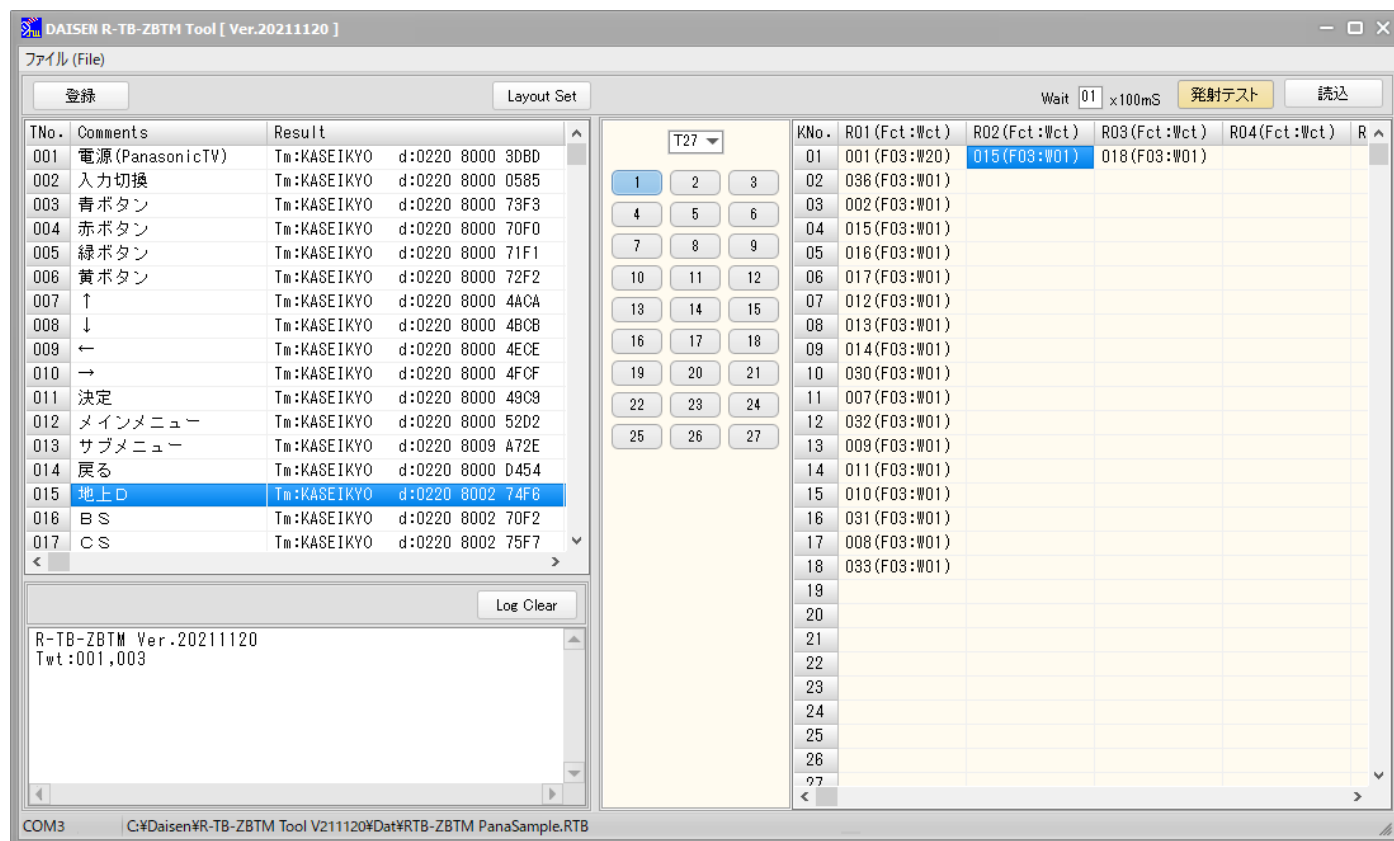 DAISEN R-TB-ZBTM Tool [ Ver.20211120 ]
ファイル (File)
登録 Layout Set Wait 01 x100mS 発射テスト 読込
TNo. Comments Result
001 電源(PanasonicTV) Tm:KASEIKYO d:0220 8000 3DBD
002 入力切換 Tm:KASEIKYO d:0220 8000 0585
003 青ボタン Tm:KASEIKYO d:0220 8000 73F3
004 赤ボタン Tm:KASEIKYO d:0220 8000 70F0
005 緑ボタン Tm:KASEIKYO d:0220 8000 71F1
006 黄ボタン Tm:KASEIKYO d:0220 8000 72F2
007 ↑ Tm:KASEIKYO d:0220 8000 4ACA
008 ↓ Tm:KASEIKYO d:0220 8000 4BCB
009 ← Tm:KASEIKYO d:0220 8000 4ECE
010 → Tm:KASEIKYO d:0220 8000 4FCF
011 決定 Tm:KASEIKYO d:0220 8000 49C9
012 メインメニュー Tm:KASEIKYO d:0220 8000 52D2
013 サブメニュー Tm:KASEIKYO d:0220 8009 A72E
014 戻る Tm:KASEIKYO d:0220 8000 D454
015 地上D Tm:KASEIKYO d:0220 8002 74F6
016 BS Tm:KASEIKYO d:0220 8002 70F2
017 CS Tm:KASEIKYO d:0220 8002 75F7
Log Clear
R-TB-ZBTM Ver.20211120
Twt:001,003
T27
1 2 3
4 5 6
7 8 9
10 11 12
13 14 15
16 17 18
19 20 21
22 23 24
25 26 27
KNo. R01(Fct:Wct) R02(Fct:Wct) R03(Fct:Wct) R04(Fct:Wct) R
01 001(F03:W20) 015(F03:W01) 018(F03:W01)
02 036(F03:W01)
03 002(F03:W01)
04 015(F03:W01)
05 016(F03:W01)
06 017(F03:W01)
07 012(F03:W01)
08 013(F03:W01)
09 014(F03:W01)
10 030(F03:W01)
11 007(F03:W01)
12 032(F03:W01)
13 009(F03:W01)
14 011(F03:W01)
15 010(F03:W01)
16 031(F03:W01)
17 008(F03:W01)
18 033(F03:W01)
19
20
21
22
23
24
25
26
27
COM3 C:¥Daisen¥R-TB-ZBTM Tool V211120¥Dat¥RTB-ZBTM PanaSample.RTB